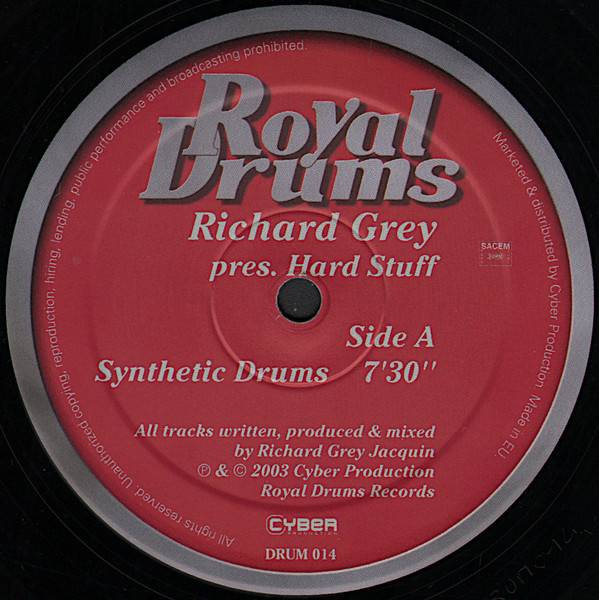 Royal
Drums
Richard Grey
pres. Hard Stuff
SACEM
Side A
Synthetic Drums 7'30"
All tracks written, produced & mixed
by Richard Grey Jacquin
℗ & © 2003 Cyber Production
Royal Drums Records
CYBER
PRODUCTION
DRUM 014
All rights reserved. Unauthorized copying, reproduction, hiring, lending, public performance and broadcasting prohibited.
Marketed & distributed by Cyber Production. Made in EU